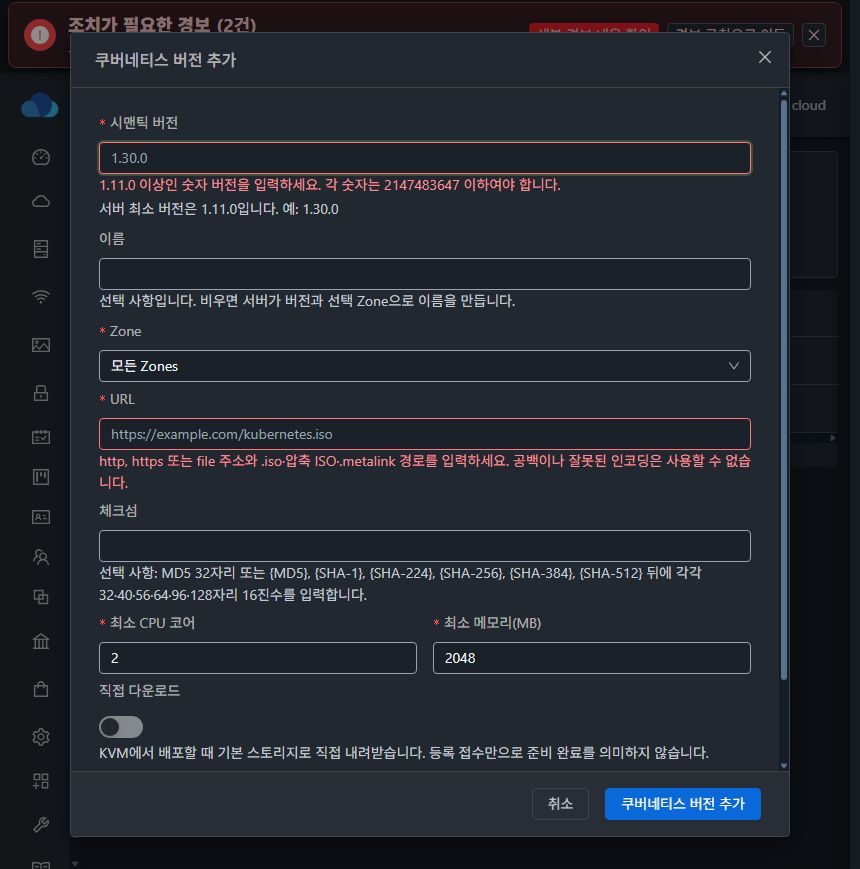 조치가 필요한 경보 (2건)
쿠버네티스 버전 추가
cloud
* 시맨틱 버전
1.30.0
1.11.0 이상인 숫자 버전을 입력하세요. 각 숫자는 2147483647 이하여야 합니다.
서버 최소 버전은 1.11.0입니다. 예: 1.30.0
이름
선택 사항입니다. 비우면 서버가 버전과 선택 Zone으로 이름을 만듭니다.
* Zone
모든 Zones
* URL
https://example.com/kubernetes.iso
http, https 또는 file 주소와 .iso·압축 ISO·.metalink 경로를 입력하세요. 공백이나 잘못된 인코딩은 사용할 수 없습
니다.
체크섬
선택 사항: MD5 32자리 또는 {MD5}, {SHA-1}, {SHA-224}, {SHA-256}, {SHA-384}, {SHA-512} 뒤에 각각
32·40·56·64·96·128자리 16진수를 입력합니다.
* 최소 CPU 코어
* 최소 메모리(MB)
2
2048
직접 다운로드
KVM에서 배포할 때 기본 스토리지로 직접 내려받습니다. 등록 접수만으로 준비 완료를 의미하지 않습니다.
취소
쿠버네티스 버전 추가